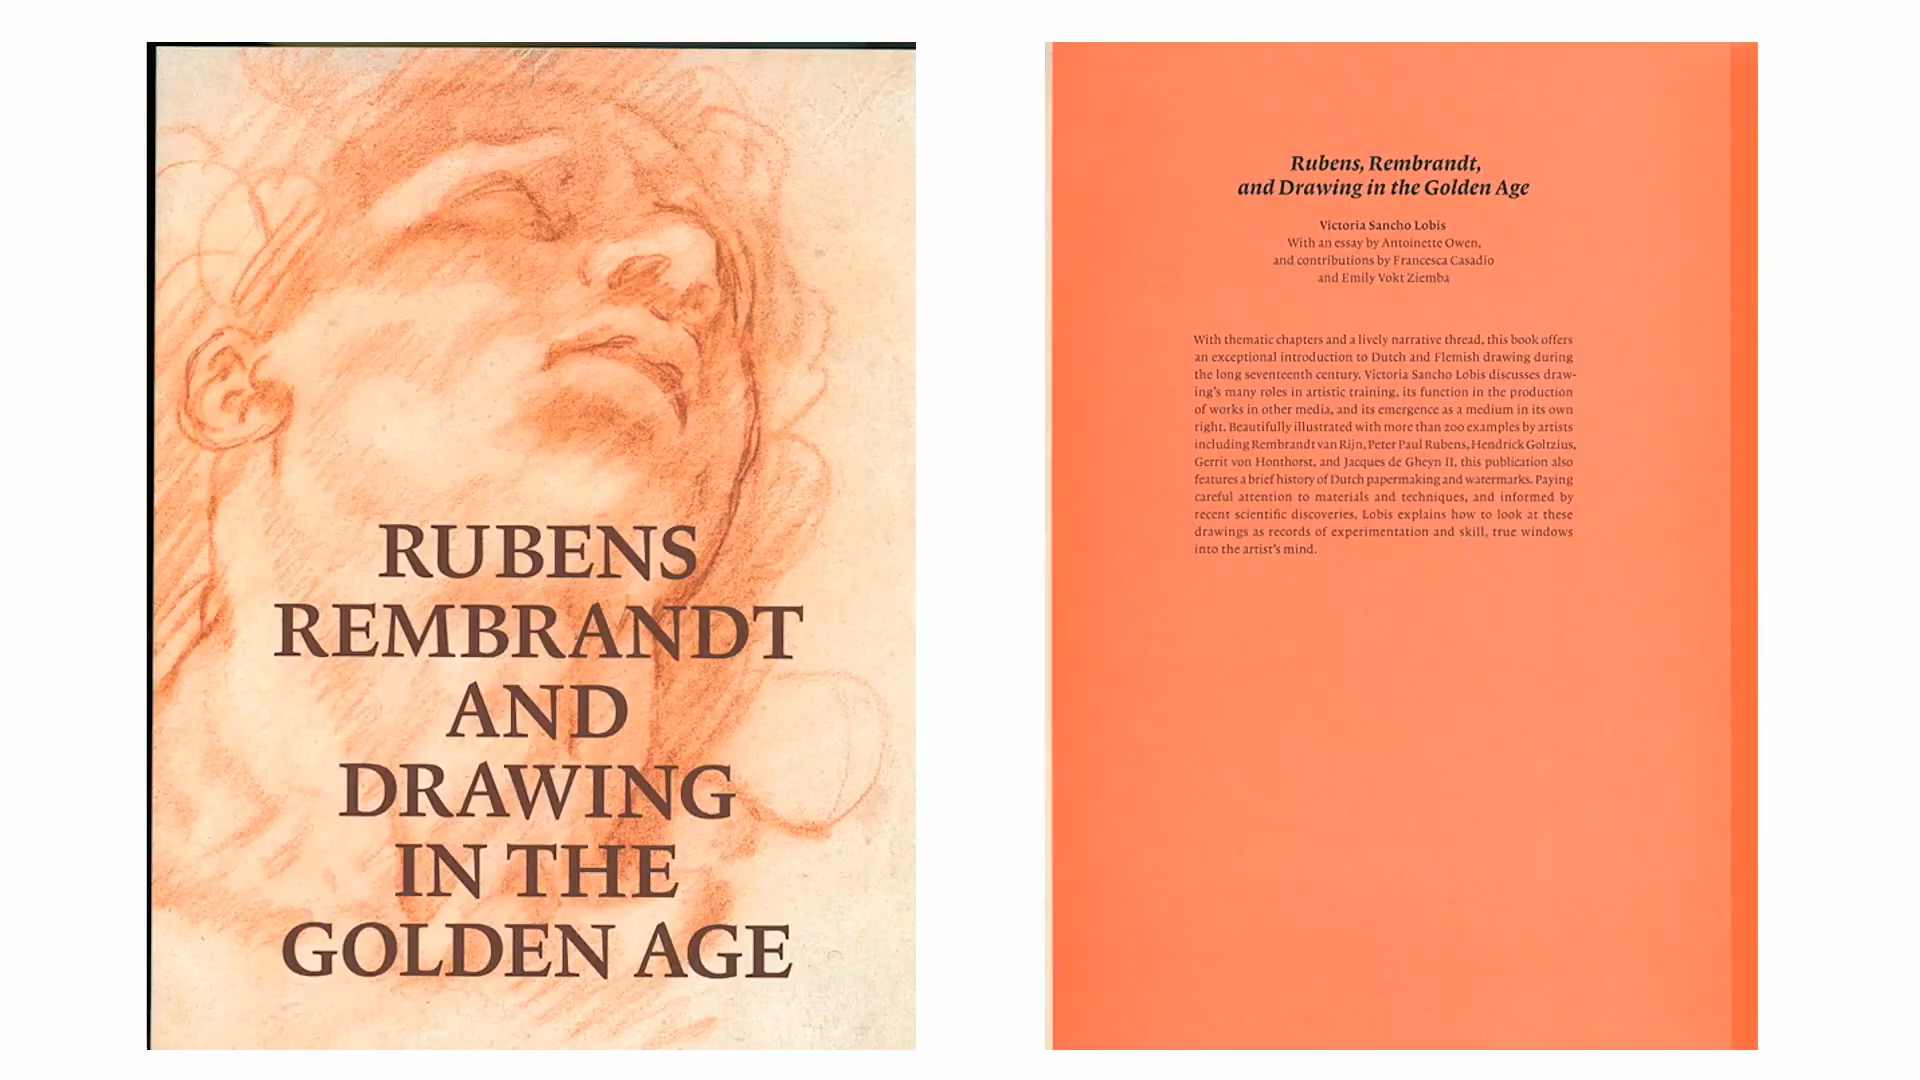 RUBENS
REMBRANDT
AND
DRAWING
IN THE
GOLDEN AGE
Rubens, Rembrandt,
and Drawing in the Golden Age
Victoria Sancho Lobis
With an essay by Antoinette Owen,
and contributions by Francesca Casadio
and Emily Vokt Ziemba
With thematic chapters and a lively narrative thread, this book offers
an exceptional introduction to Dutch and Flemish drawing during
the long seventeenth century. Victoria Sancho Lobis discusses draw-
ing's many roles in artistic training, its function in the production
of works in other media, and its emergence as a medium in its own
right. Beautifully illustrated with more than 200 examples by artists
including Rembrandt van Rijn, Peter Paul Rubens, Hendrick Goltzius,
Gerrit von Honthorst, and Jacques de Gheyn II, this publication also
features a brief history of Dutch papermaking and watermarks. Paying
careful attention to materials and techniques, and informed by
recent scientific discoveries, Lobis explains how to look at these
drawings as records of experimentation and skill, true windows
into the artist's mind.